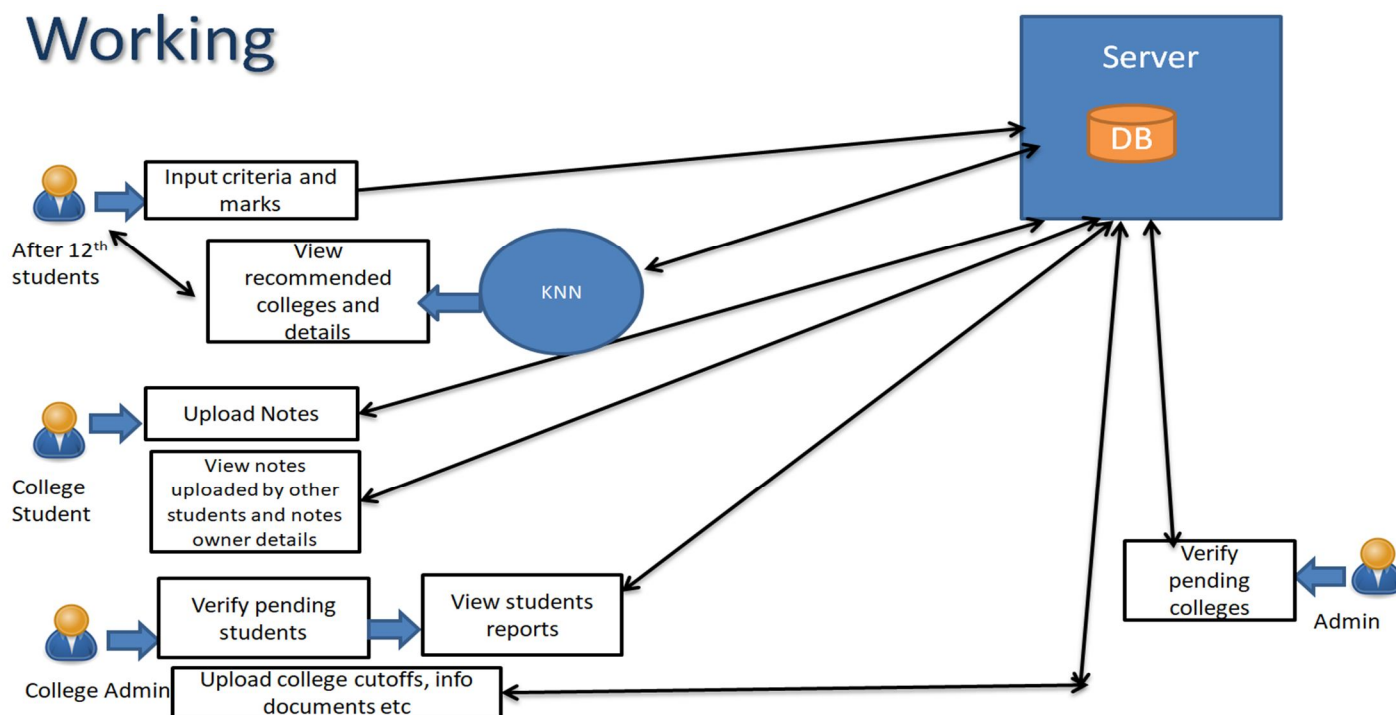 Working
Server
DB
Input criteria and
marks
After 12th
students
View
recommended
colleges and
details
KNN
Upload Notes
College
Student
View notes
uploaded by other
students and notes
owner details
Verify pending
students
View students
reports
College Admin
Upload college cutoffs, info
documents etc
Verify
pending
colleges
Admin